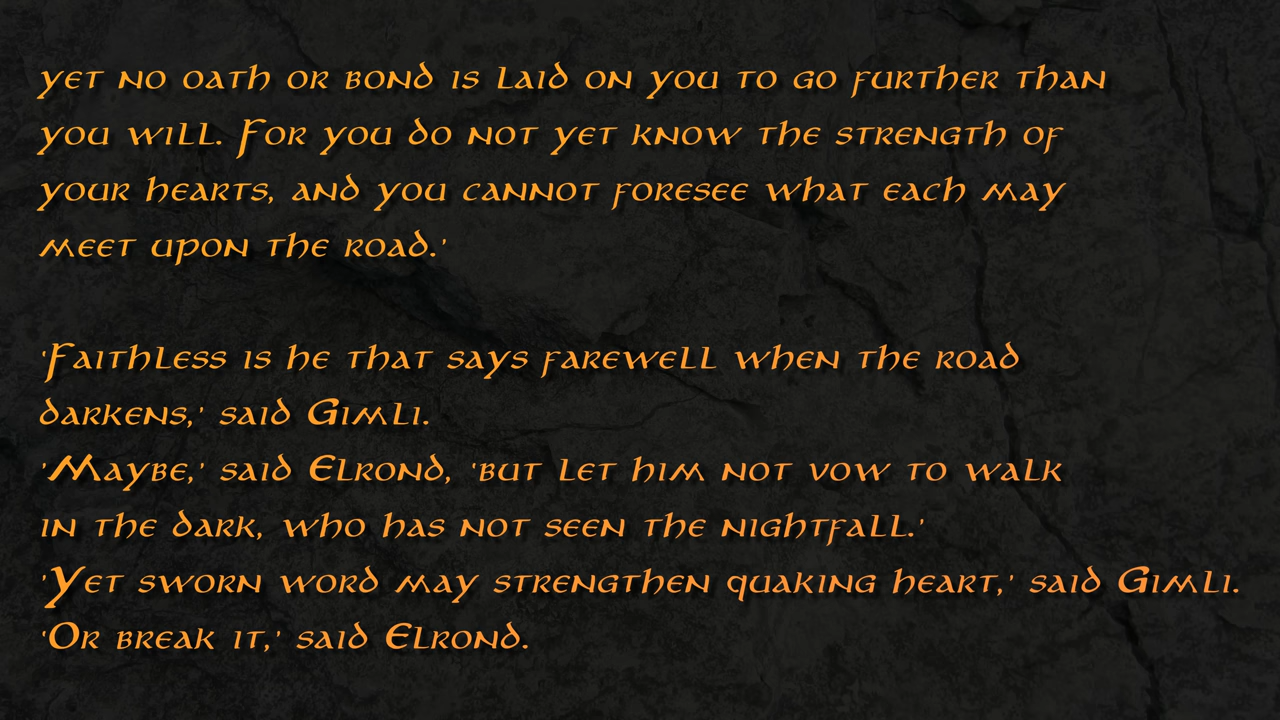 yet no oath or bond is laid on you to go further than
you will. For you do not yet know the strength of
your hearts, and you cannot foresee what each may
meet upon the road.'
'Faithless is he that says farewell when the road
darkens,' said Gimli.
'Maybe,' said Elrond, 'but let him not vow to walk
in the dark, who has not seen the nightfall.'
'Yet sworn word may strengthen quaking heart,' said Gimli.
'Or break it,' said Elrond.